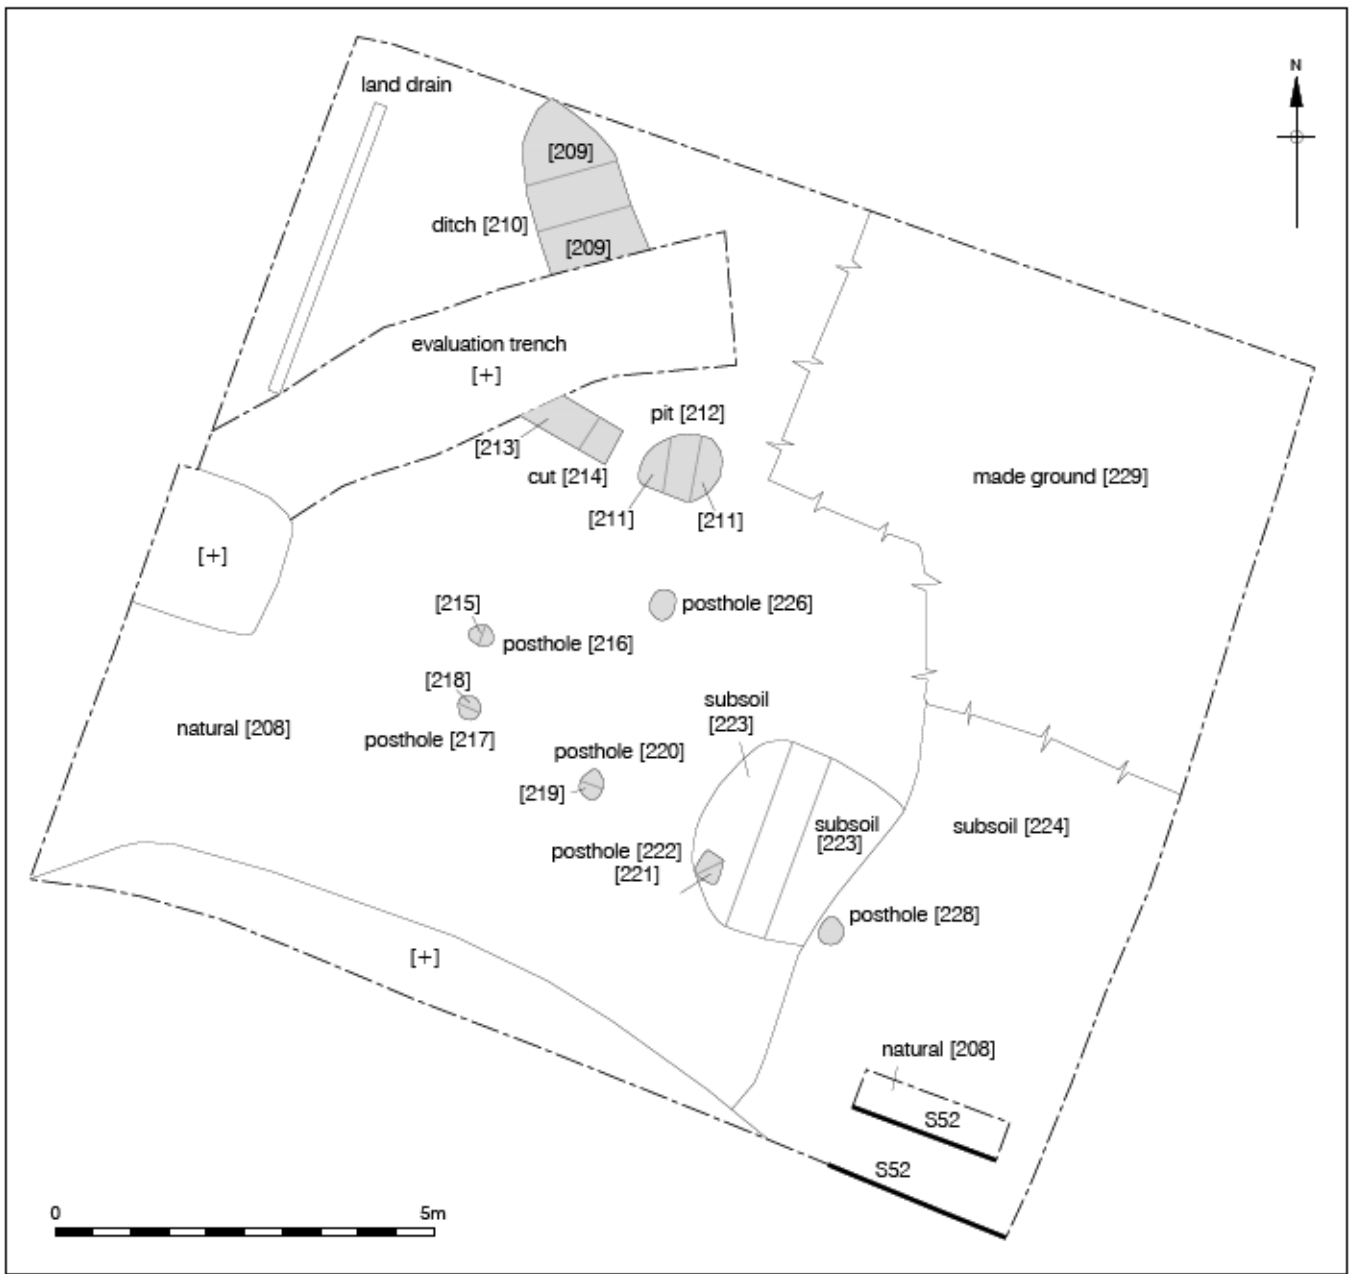 N
land drain
[209]
ditch [210]
[209]
evaluation trench
[+]
pit [212]
[213]
cut [214]
[211]
[211]
made ground [229]
[+]
[215]
posthole [226]
posthole [216]
[218]
natural [208]
posthole [217]
subsoil
[223]
posthole [220]
[219]
subsoil
[223]
subsoil [224]
posthole [222]
[221]
posthole [228]
[+]
natural [208]
S52
S52
0
5m